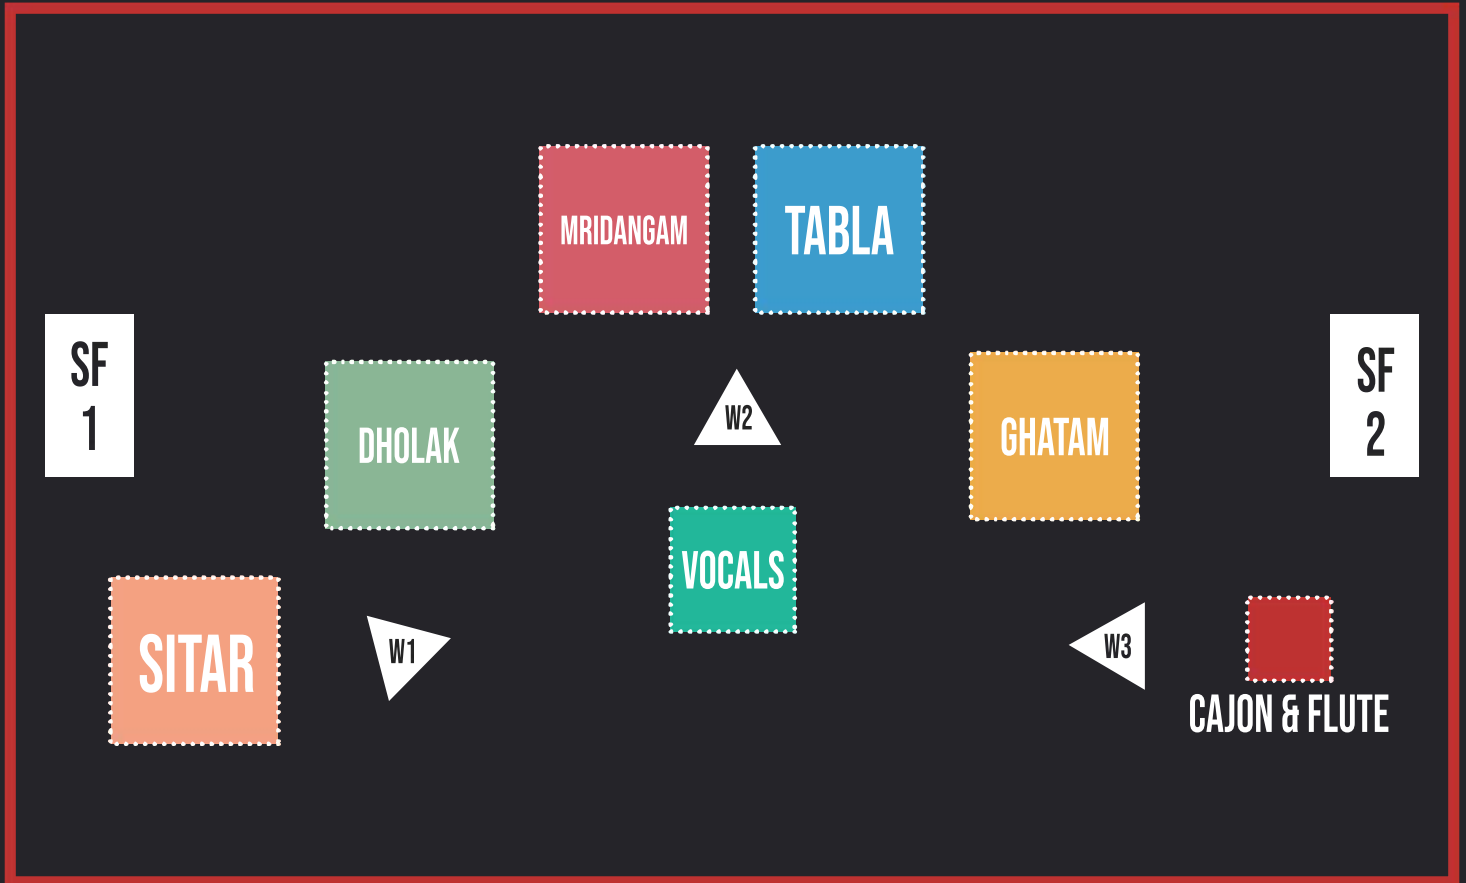 MRIDANGAM
TABLA
SF
1
SF
2
DHOLAK
W2
GHATAM
VOCALS
SITAR
W1
W3
CAJON & FLUTE